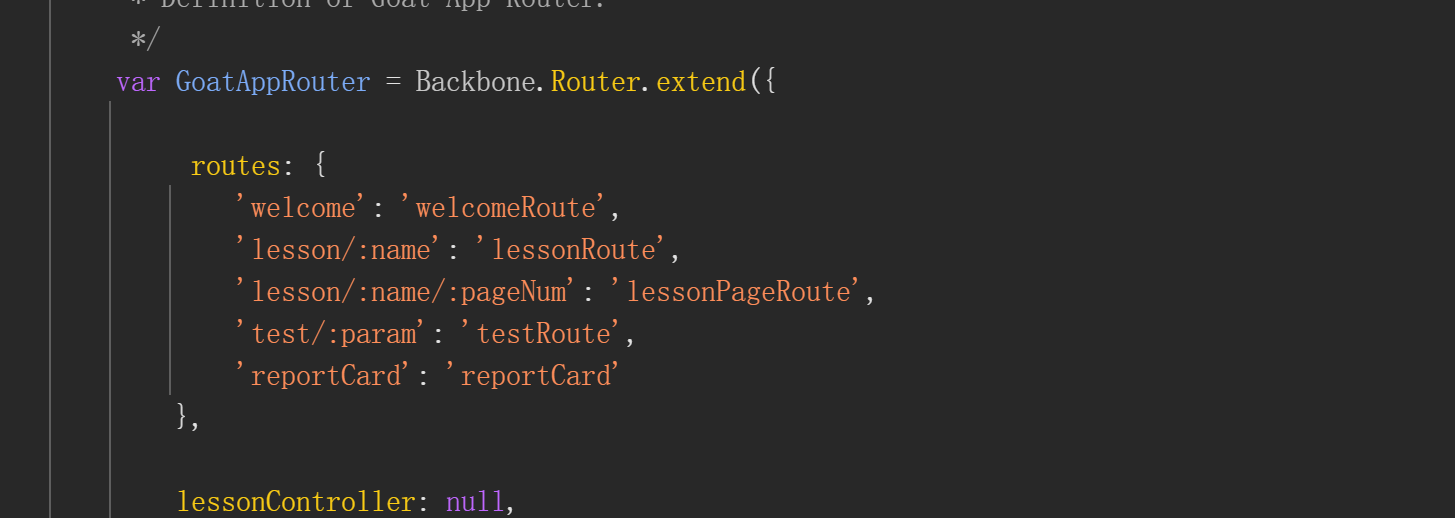 * Definition of Goat App Router.
*/
var GoatAppRouter = Backbone.Router.extend({
routes: {
'welcome': 'welcomeRoute',
'lesson/:name': 'lessonRoute',
'lesson/:name/:pageNum': 'lessonPageRoute',
'test/:param': 'testRoute',
'reportCard': 'reportCard'
},
lessonController: null,